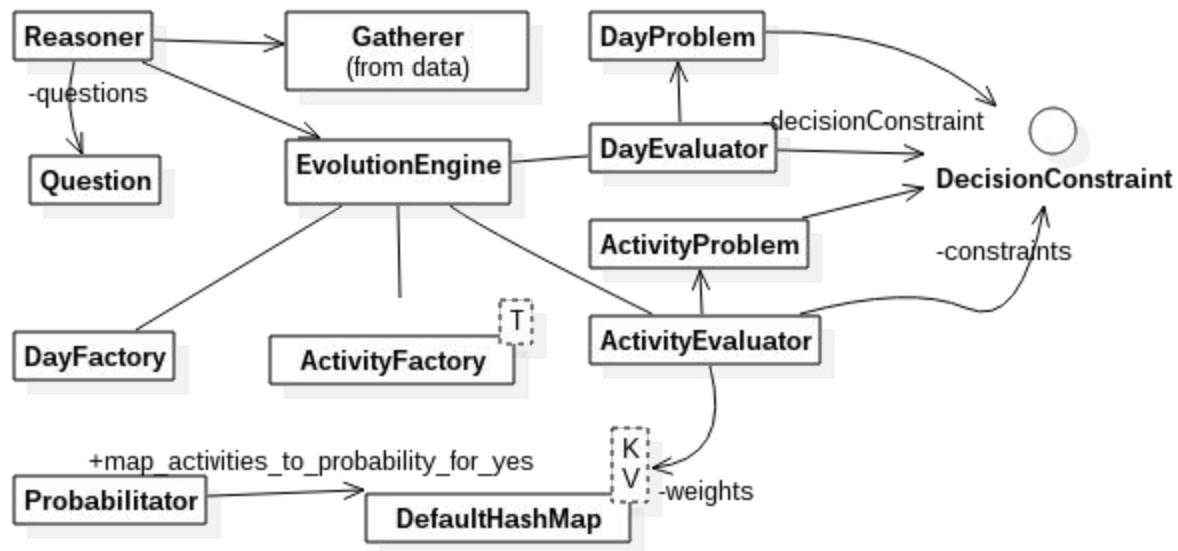 Reasoner
Gatherer
(from data)
DayProblem
-questions
-decisionConstraint
Question
EvolutionEngine
DayEvaluator
DecisionConstraint
ActivityProblem
-constraints
T
DayFactory
ActivityFactory
ActivityEvaluator
K
V
+map_activities_to_probability_for_yes
-weights
Probabilitator
DefaultHashMap